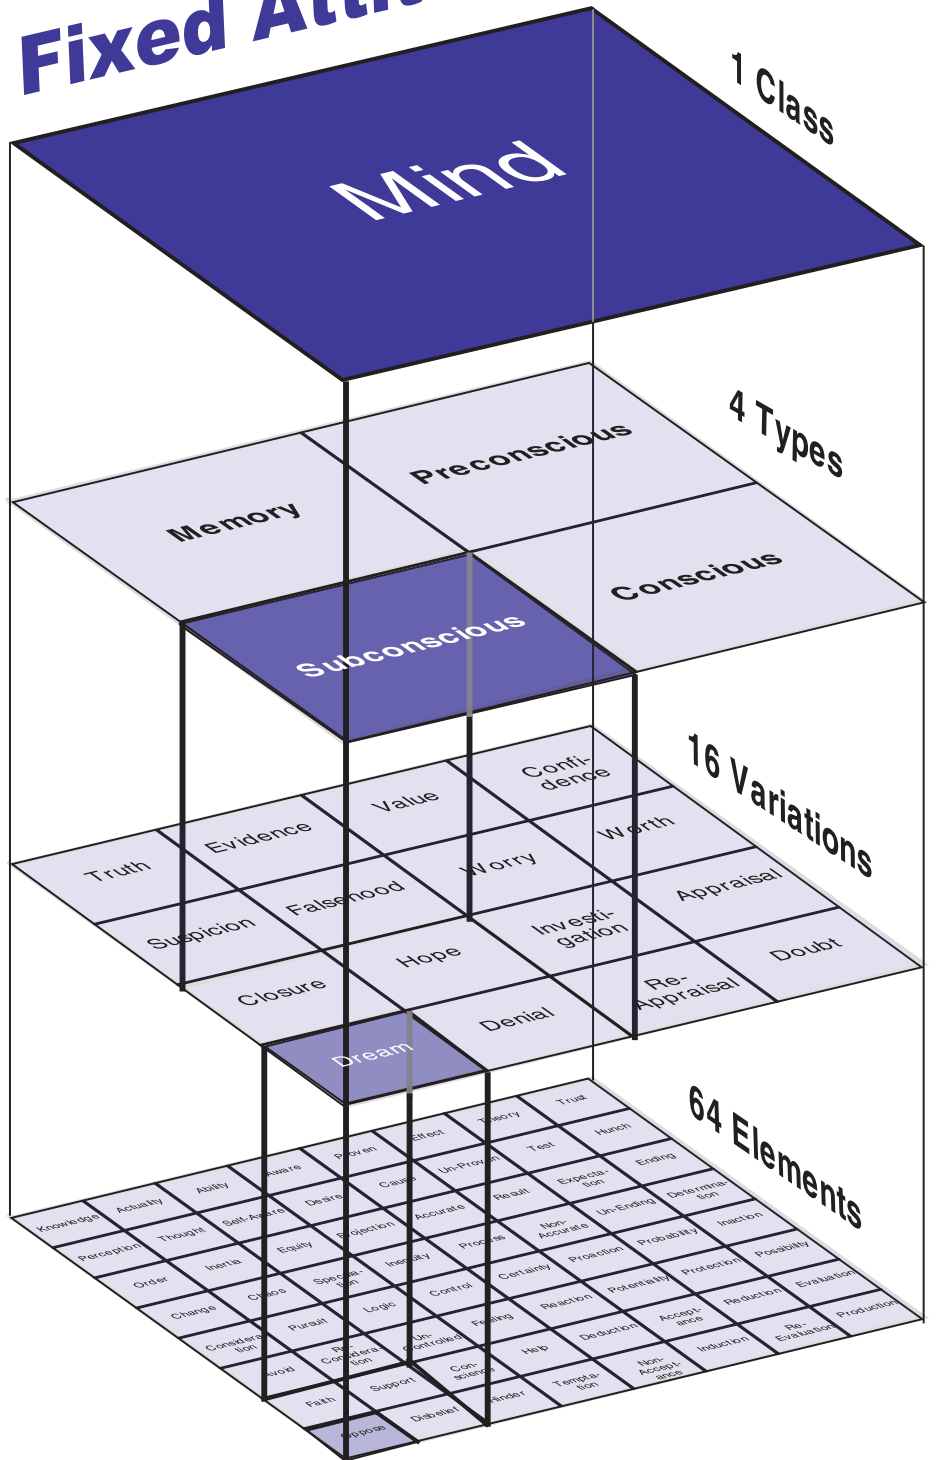 Fixed Atti
1 Class
Mind
4 Types
Memory
Preconscious
Subconscious
Conscious
16 Variations
Truth
Evidence
Value
Confi-
dence
Suspicion
Falsehood
Worry
Worth
Closure
Hope
Investi-
gation
Appraisal
Dream
Denial
Re-
Appraisal
Doubt
64 Elements
Knowledge
Actuality
Ability
Aware
Proven
Effect
Theory
Trust
Perception
Thought
Self-Aware
Desire
Cause
Un-Proven
Test
Hunch
Order
Inertia
Equity
Projection
Accurate
Result
Expecta-
tion
Ending
Change
Chaos
Specula-
tion
Inequity
Process
Non-
Accurate
Un-Ending
Determina-
tion
Considera-
tion
Pursuit
Logic
Control
Certainty
Proaction
Probability
Inaction
Avoid
Re-
Considera-
tion
Un-
Controlled
Feeling
Reaction
Potentiality
Protection
Possibility
Faith
Support
Con-
science
Help
Deduction
Accept-
ance
Reduction
Evaluation
Oppose
Disbelief
Hinder
Tempta-
tion
Non-
Accept-
ance
Induction
Re-
Evaluation
Production